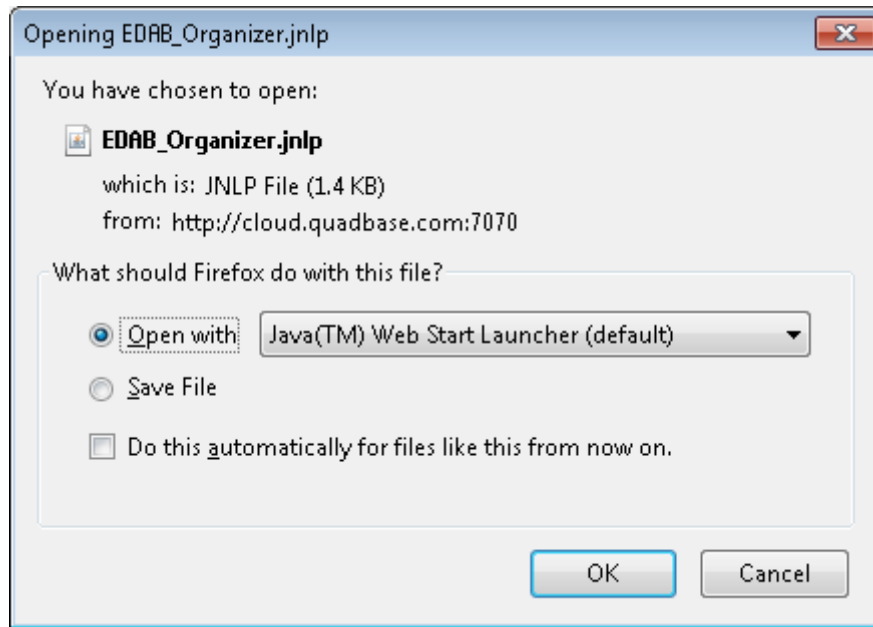 Opening EDAB_Organizer.jnlp
You have chosen to open:
EDAB_Organizer.jnlp
which is: JNLP File (1.4 KB)
from: http://cloud.quadbase.com:7070
What should Firefox do with this file?
Open with Java(TM) Web Start Launcher (default)
Save File
Do this automatically for files like this from now on.
OK Cancel